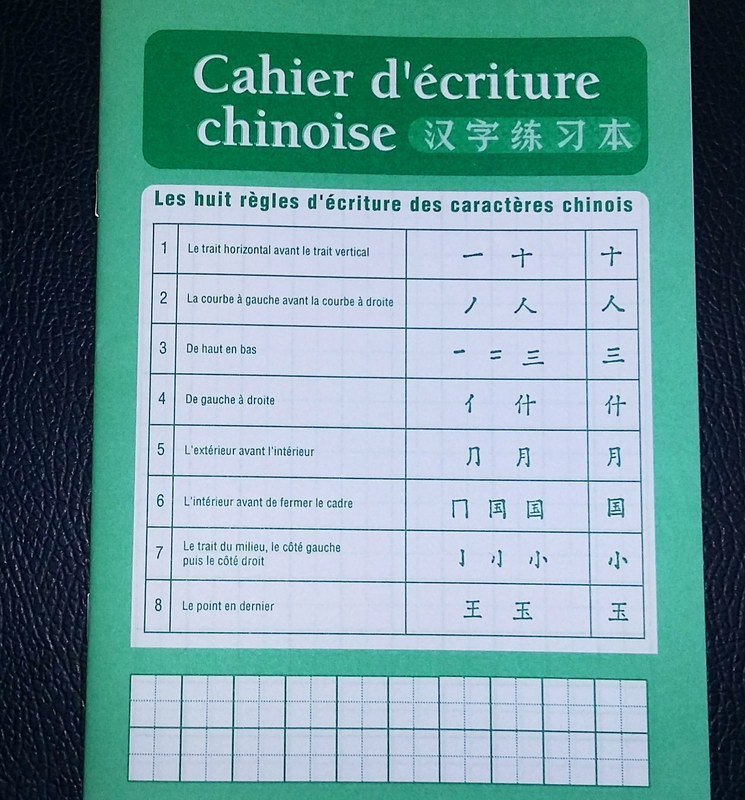 Cahier d'écriture
chinoise 汉字练习本
Les huit règles d'écriture des caractères chinois
1 Le trait horizontal avant le trait vertical 一 十 十
2 La courbe à gauche avant la courbe à droite 丿 人 人
3 De haut en bas 一 二 三 三
4 De gauche à droite 亻 什 什
5 L'extérieur avant l'intérieur ⺆ 月 月
6 L'intérieur avant de fermer le cadre 冂 国 国 国
7 Le trait du milieu, le côté gauche
puis le côté droit 亅 小 小
8 Le point en dernier 王 玉 玉